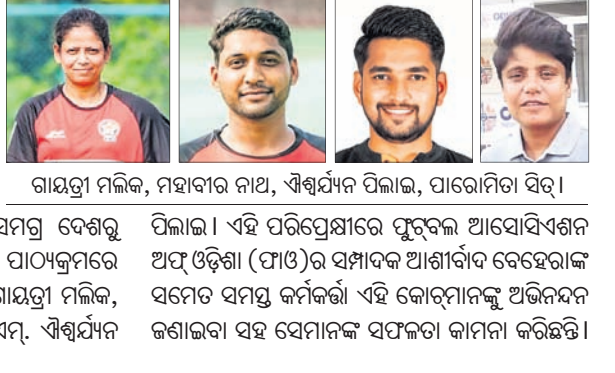 ଗାୟତ୍ରୀ ମଲିକ, ମହାବୀର ନାଥ, ଐଶ୍ୱର୍ଯ୍ୟନ ପିଲାଇ, ପାରୋମିତା ସିତ୍।
ସମଗ୍ର ଦେଶରୁ
ପାଠ୍ୟକ୍ରମରେ
ଗାୟତ୍ରୀ ମଲିକ,
ଏମ୍. ଐଶ୍ୱର୍ଯ୍ୟନ
ପିଲାଇ। ଏହି ପରିପ୍ରେକ୍ଷୀରେ ଫୁଟ୍‌ବଲ ଆସୋସିଏଶନ
ଅଫ୍ ଓଡ଼ିଶା (ଫାଓ)ର ସମ୍ପାଦକ ଆଶୀର୍ବାଦ ବେହେରାଙ୍କ
ସମେତ ସମସ୍ତ କର୍ମକର୍ତ୍ତା ଏହି କୋଚ୍‌ମାନଙ୍କୁ ଅଭିନନ୍ଦନ
ଜଣାଇବା ସହ ସେମାନଙ୍କ ସଫଳତା କାମନା କରିଛନ୍ତି।